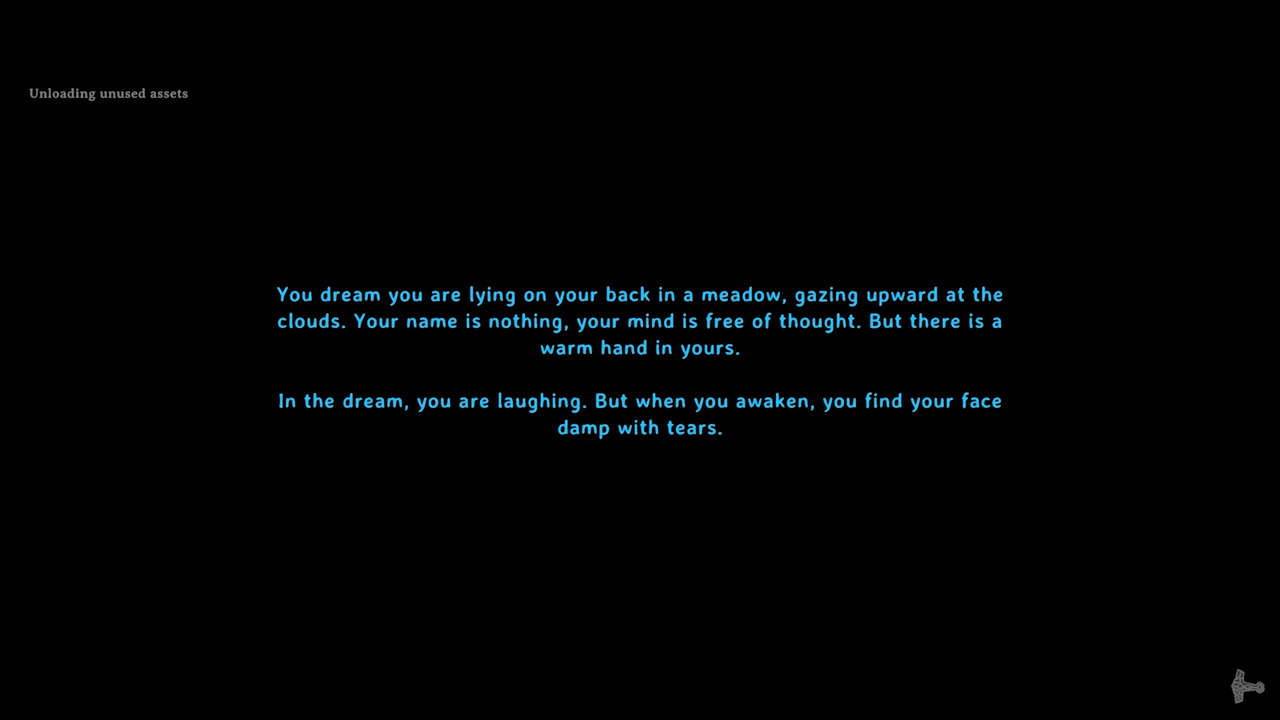 Unloading unused assets
You dream you are lying on your back in a meadow, gazing upward at the
clouds. Your name is nothing, your mind is free of thought. But there is a
warm hand in yours.
In the dream, you are laughing. But when you awaken, you find your face
damp with tears.